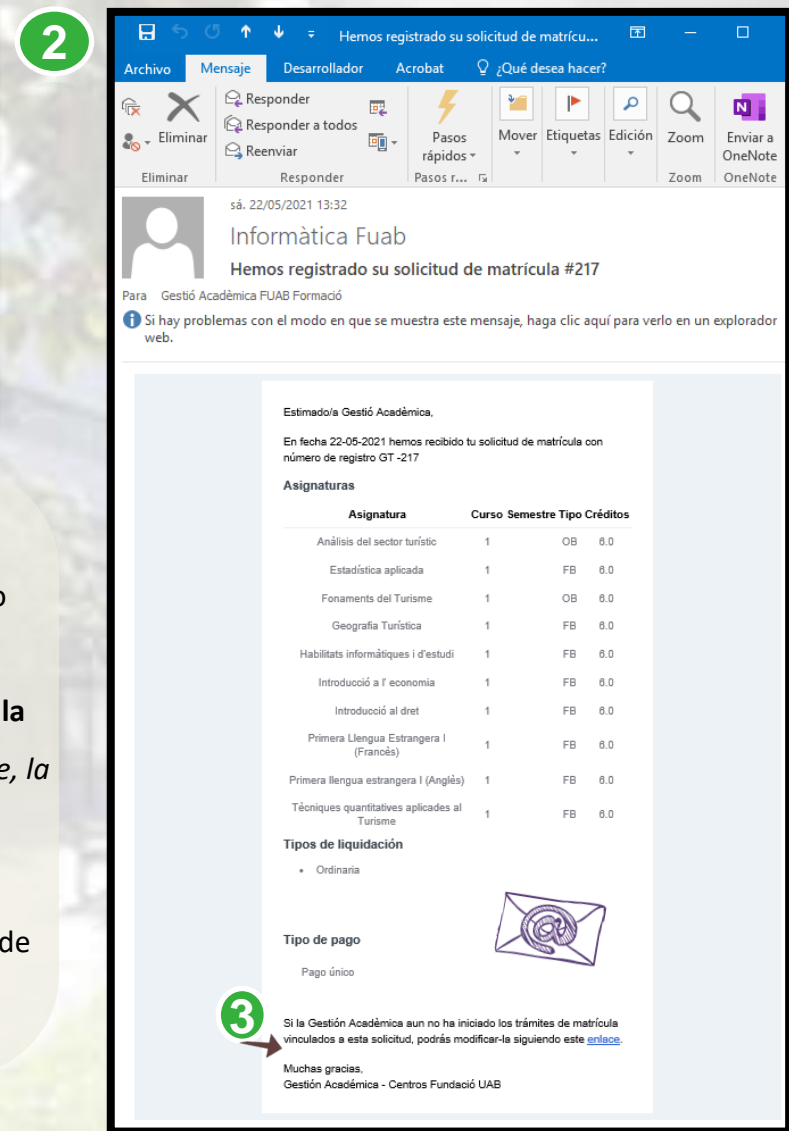 2
Hemos registrado su solicitud de matrícu...
Archivo Mensaje Desarrollador Acrobat ¿Qué desea hacer?
Eliminar
Responder
Responder a todos
Reenviar
Pasos rápidos
Mover Etiquetas Edición Zoom
Enviar a OneNote
Eliminar Responder Pasos r... Zoom OneNote
sá. 22/05/2021 13:32
Informàtica Fuab
Hemos registrado su solicitud de matrícula #217
Para Gestió Acadèmica FUAB Formació
Si hay problemas con el modo en que se muestra este mensaje, haga clic aquí para verlo en un explorador
web.
Estimado/a Gestió Acadèmica,
En fecha 22-05-2021 hemos recibido tu solicitud de matrícula con
número de registro GT -217
Asignaturas
Asignatura Curso Semestre Tipo Créditos
Anàlisis del sector turístic 1 OB 6.0
Estadística aplicada 1 FB 6.0
Fonaments del Turisme 1 OB 6.0
Geografia Turística 1 FB 6.0
Habilitats informàtiques i d'estudi 1 FB 6.0
Introducció a l' economia 1 FB 6.0
Introducció al dret 1 FB 6.0
Primera Llengua Estrangera I
(Francès) 1 FB 6.0
Primera llengua estrangera I (Anglès) 1 FB 6.0
Tècniques quantitatives aplicades al
Turisme 1 FB 6.0
Tipos de liquidación
• Ordinaria
Tipo de pago
Pago único
3
Si la Gestión Acadèmica aun no ha iniciado los trámites de matrícula
vinculados a esta solicitud, podrás modificar-la siguiendo este enlace.
Muchas gracias,
Gestión Académica - Centros Fundació UAB
la
e, la
de